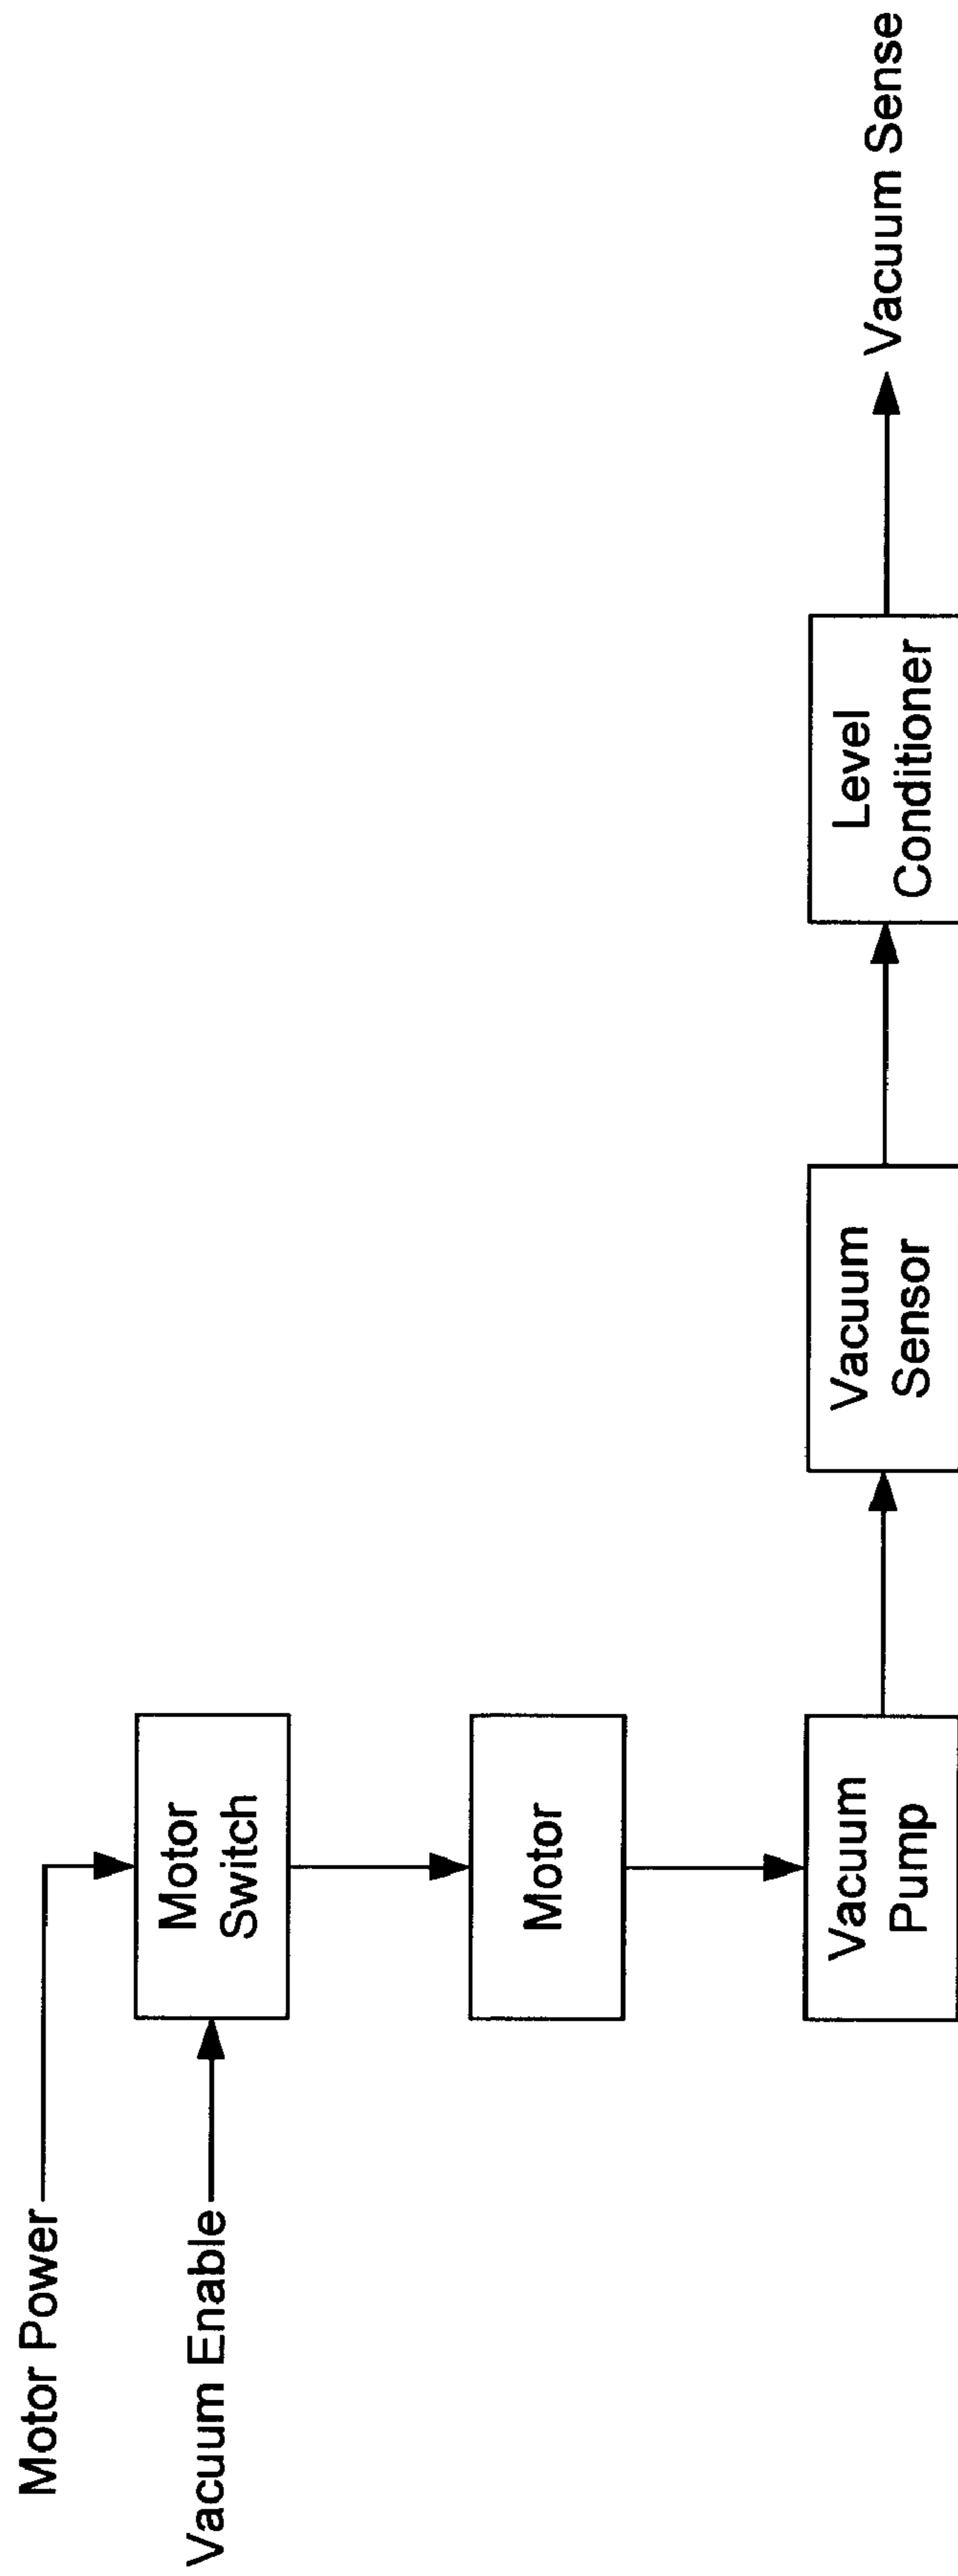 Motor Power
Vacuum Enable
Motor
Switch
Motor
Vacuum
Pump
Vacuum
Sensor
Level
Conditioner
Vacuum Sense